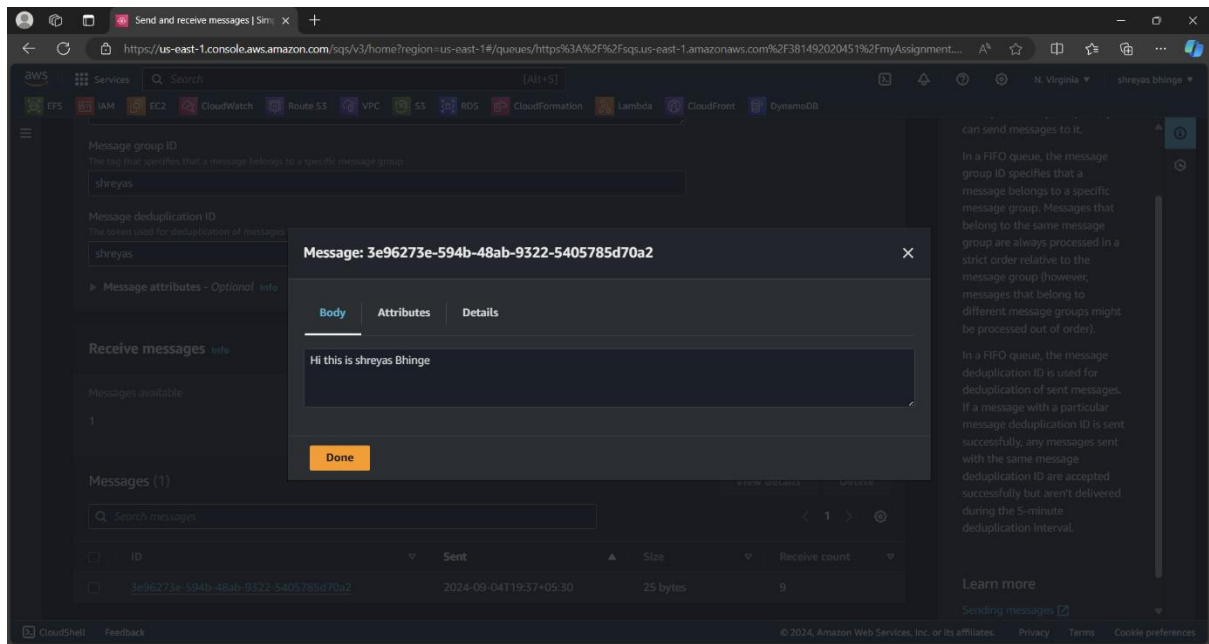 Send and receive messages | Sim
https://us-east-1.console.aws.amazon.com/sqs/v3/home?region=us-east-1#/queues/https%3A%2F%2Fsqs.us-east-1.amazonaws.com%2F381492020451%2FmyAssignment....
aws Services Search [Alt+S] N. Virginia shreyas bhinge
EFS IAM EC2 CloudWatch Route 53 VPC S3 RDS CloudFormation Lambda CloudFront DynamoDB
Message group ID
The tag that specifies that a message belongs to a specific message group.
shreyas
Message deduplication ID
The token used for deduplication of messages
shreyas
Message attributes - Optional Info
Receive messages Info
Messages available
1
Message: 3e96273e-594b-48ab-9322-5405785d70a2
Body Attributes Details
Hi this is shreyas Bhinge
Done
Messages (1) View details Delete
Search messages 1
ID Sent Size Receive count
3e96273e-594b-48ab-9322-5405785d70a2 2024-09-04T19:37+05:30 25 bytes 9
can send messages to it.
In a FIFO queue, the message
group ID specifies that a
message belongs to a specific
message group. Messages that
belong to the same message
group are always processed in a
strict order relative to the
message group (however,
messages that belong to
different message groups might
be processed out of order).
In a FIFO queue, the message
deduplication ID is used for
deduplication of sent messages.
If a message with a particular
message deduplication ID is sent
successfully, any messages sent
with the same message
deduplication ID are accepted
successfully but aren't delivered
during the 5-minute
deduplication interval.
Learn more
Sending messages
CloudShell Feedback © 2024, Amazon Web Services, Inc. or its affiliates. Privacy Terms Cookie preferences